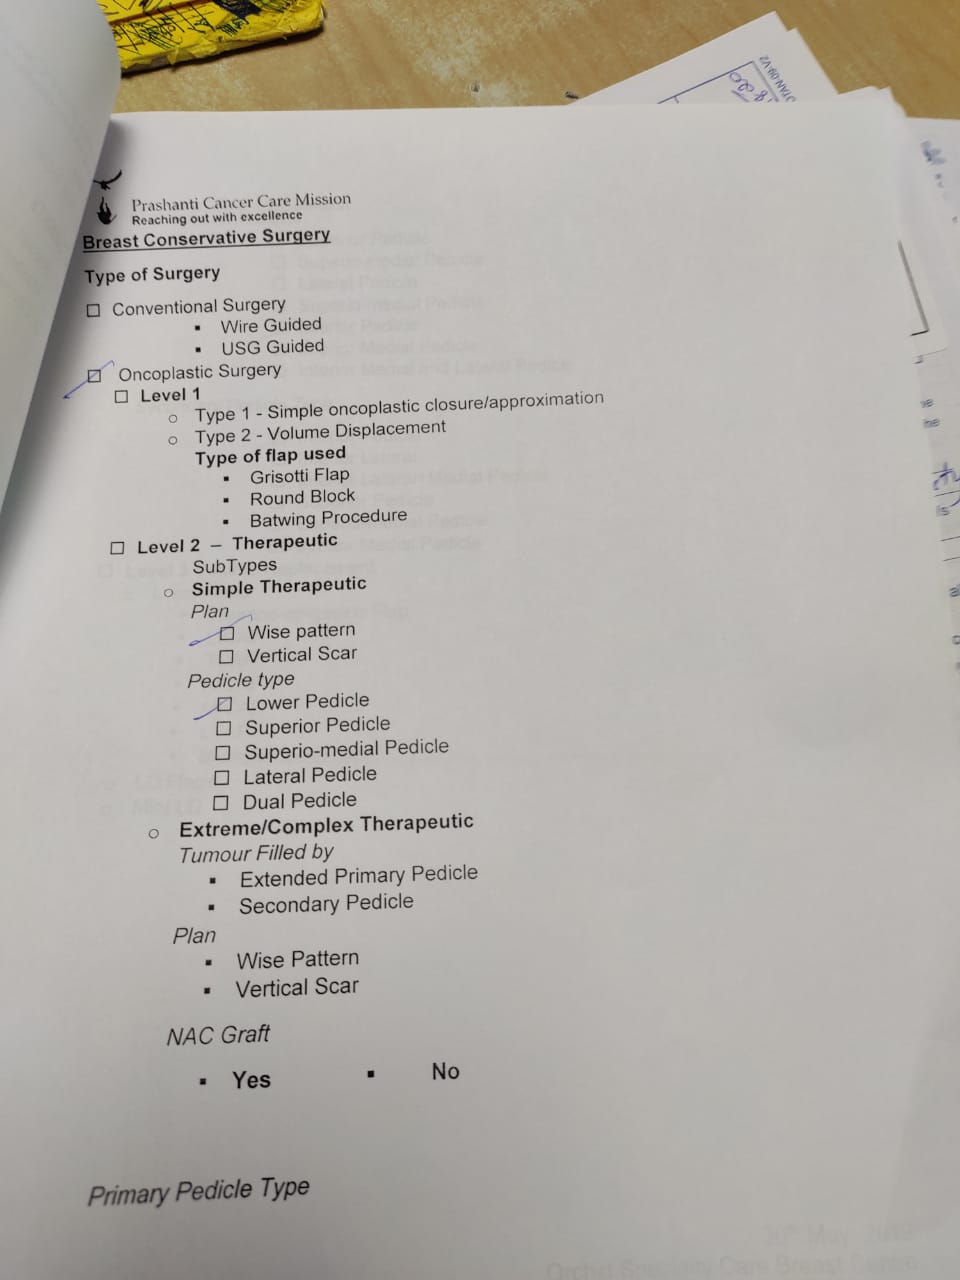 Prashanti Cancer Care Mission
Reaching out with excellence
Breast Conservative Surgery
Type of Surgery
☐ Conventional Surgery
▪ Wire Guided
▪ USG Guided
☑ Oncoplastic Surgery
☐ Level 1
○ Type 1 - Simple oncoplastic closure/approximation
○ Type 2 - Volume Displacement
Type of flap used
▪ Grisotti Flap
▪ Round Block
▪ Batwing Procedure
☐ Level 2 – Therapeutic
SubTypes
○ Simple Therapeutic
Plan
☑ Wise pattern
☐ Vertical Scar
Pedicle type
☑ Lower Pedicle
☐ Superior Pedicle
☐ Superio-medial Pedicle
☐ Lateral Pedicle
☐ Dual Pedicle
○ Extreme/Complex Therapeutic
Tumour Filled by
▪ Extended Primary Pedicle
▪ Secondary Pedicle
Plan
▪ Wise Pattern
▪ Vertical Scar
NAC Graft
▪ Yes ▪ No
Primary Pedicle Type